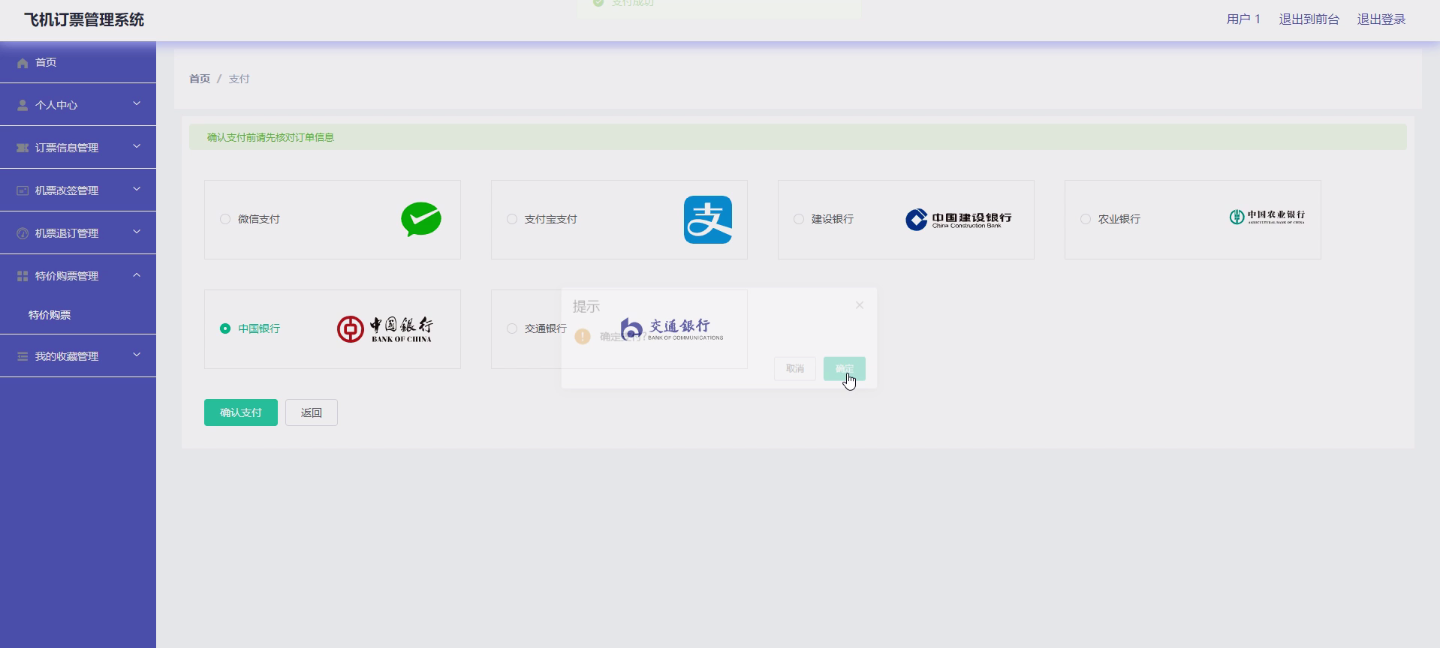 支付成功
飞机订票管理系统
用户 1 退出到前台 退出登录
首页
个人中心
订票信息管理
机票改签管理
机票退订管理
特价购票管理
特价购票
我的收藏管理
首页 / 支付
确认支付前请先核对订单信息
微信支付
支付宝支付
支
建设银行
中国建设银行
China Construction Bank
农业银行
中国农业银行
AGRICULTURAL BANK OF CHINA
中国银行
中国銀行
BANK OF CHINA
交通银行
交通銀行
BANK OF COMMUNICATIONS
提示
确定支付?
取消 确定
确认支付 返回